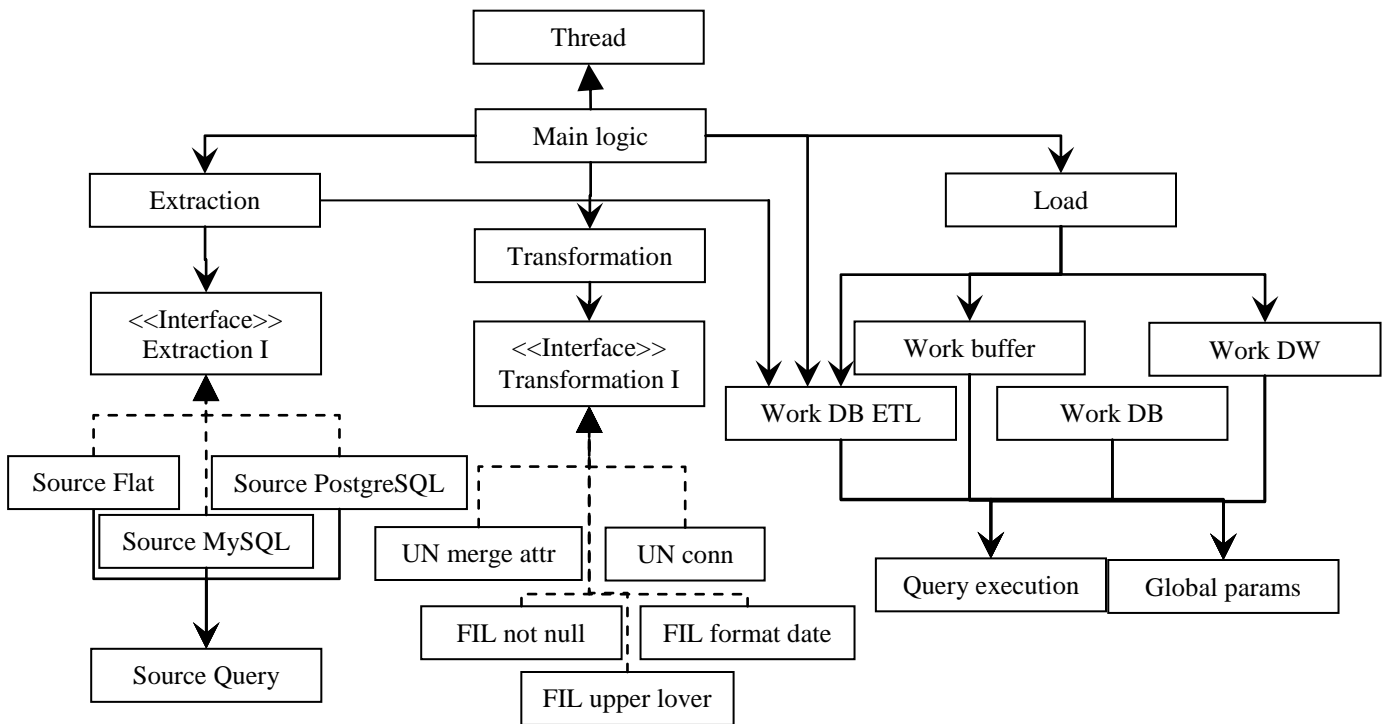 Thread
Main logic
Extraction
Load
Transformation
<<Interface>>
Extraction I
<<Interface>>
Transformation I
Work buffer
Work DW
Work DB ETL
Work DB
Source Flat
Source PostgreSQL
Source MySQL
UN merge attr
UN conn
Query execution
Global params
FIL not null
FIL format date
Source Query
FIL upper lover